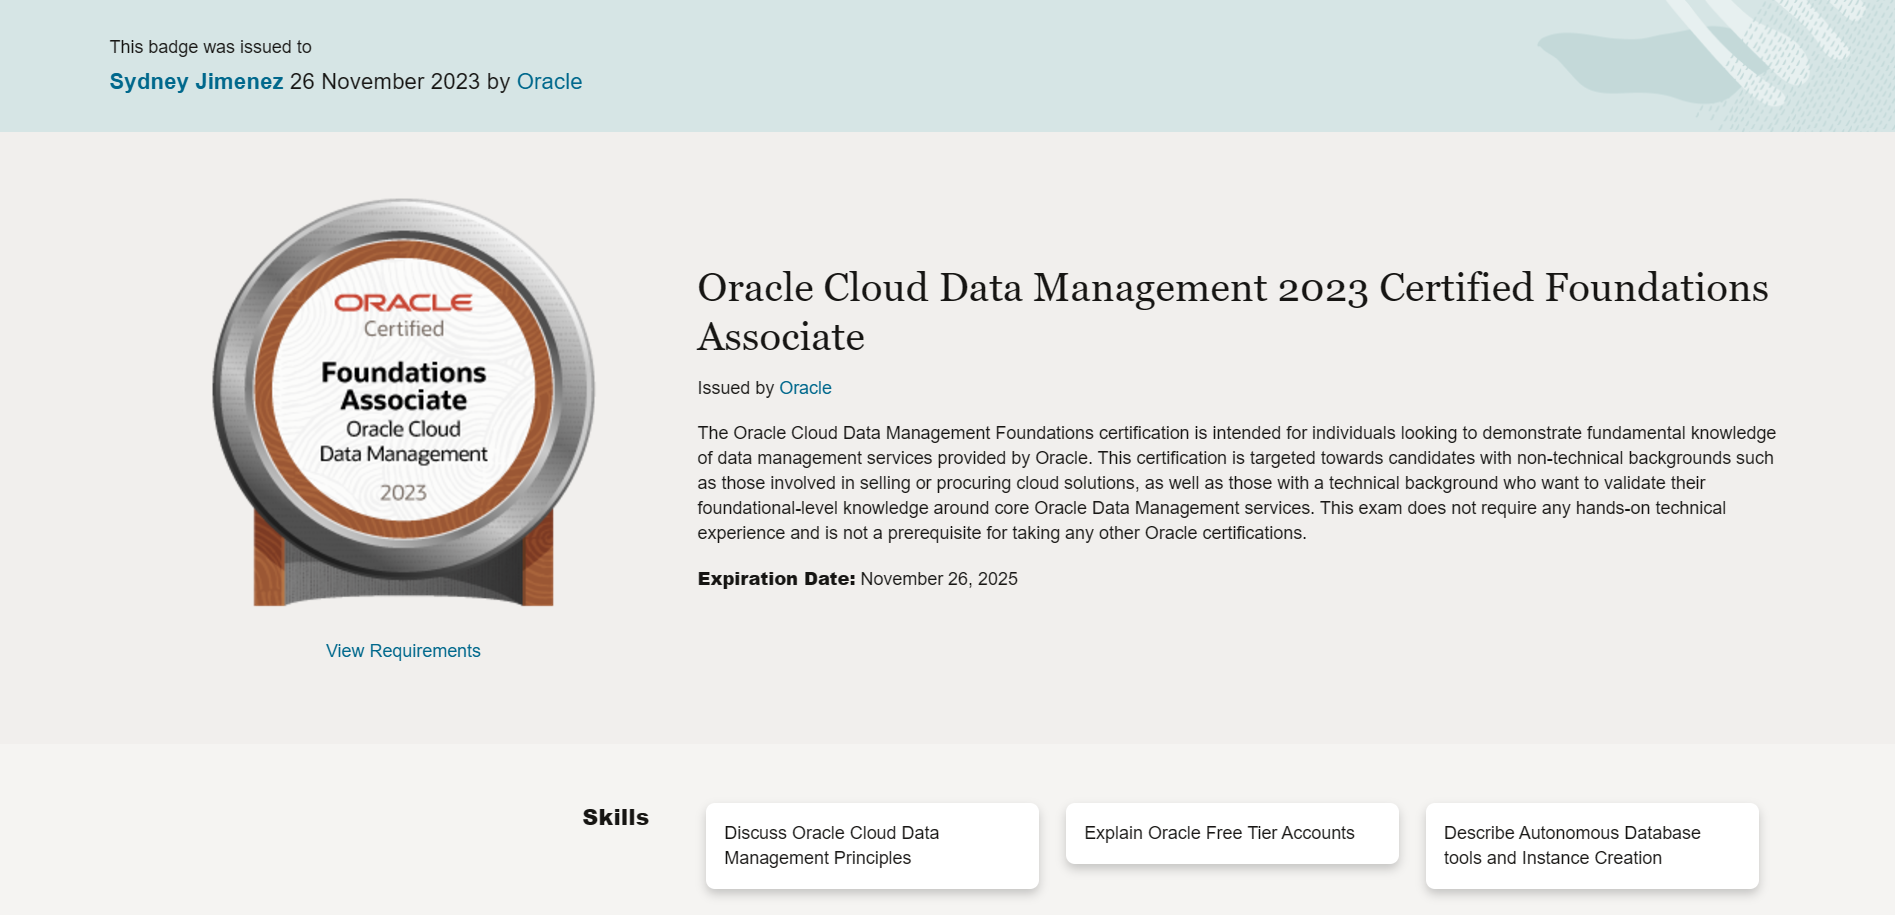 This badge was issued to
Sydney Jimenez 26 November 2023 by Oracle
ORACLE
Certified
Foundations
Associate
Oracle Cloud
Data Management
2023
View Requirements
Oracle Cloud Data Management 2023 Certified Foundations
Associate
Issued by Oracle
The Oracle Cloud Data Management Foundations certification is intended for individuals looking to demonstrate fundamental knowledge
of data management services provided by Oracle. This certification is targeted towards candidates with non-technical backgrounds such
as those involved in selling or procuring cloud solutions, as well as those with a technical background who want to validate their
foundational-level knowledge around core Oracle Data Management services. This exam does not require any hands-on technical
experience and is not a prerequisite for taking any other Oracle certifications.
Expiration Date: November 26, 2025
Skills
Discuss Oracle Cloud Data
Management Principles
Explain Oracle Free Tier Accounts
Describe Autonomous Database
tools and Instance Creation